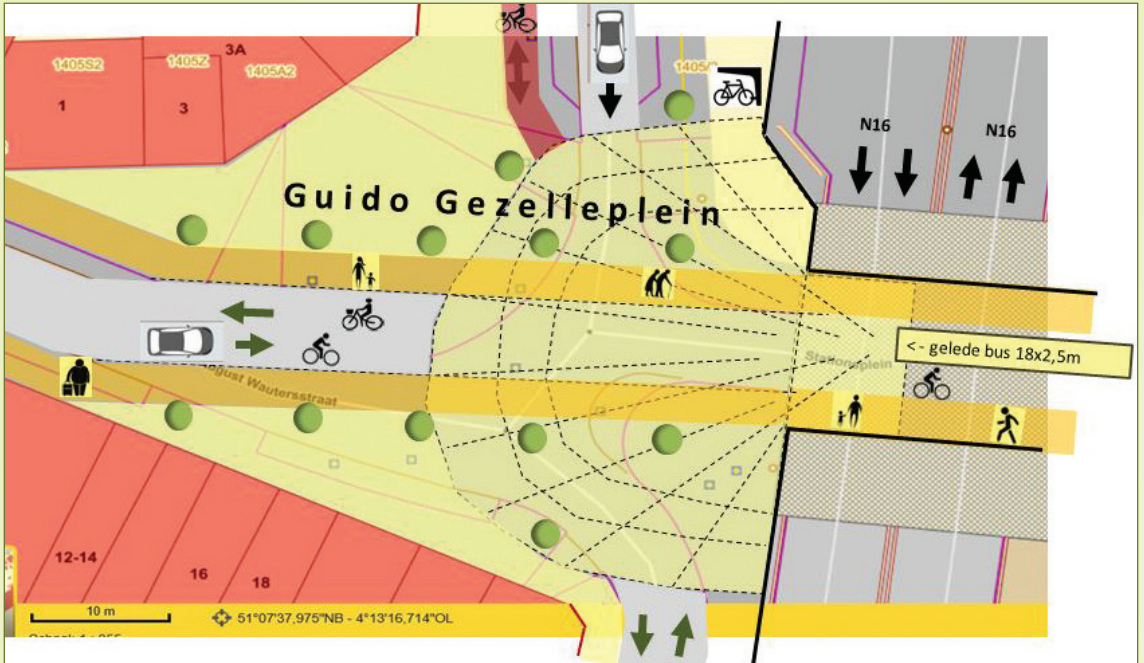 3A
1405S2
1405Z
1405A2
1
3
N16
N16
Guido Gezelleplein
<- gelede bus 18x2,5m
Stationsplein
August Wautersstraat
12-14
16
18
10 m
51°07'37,975"NB - 4°13'16,714"OL